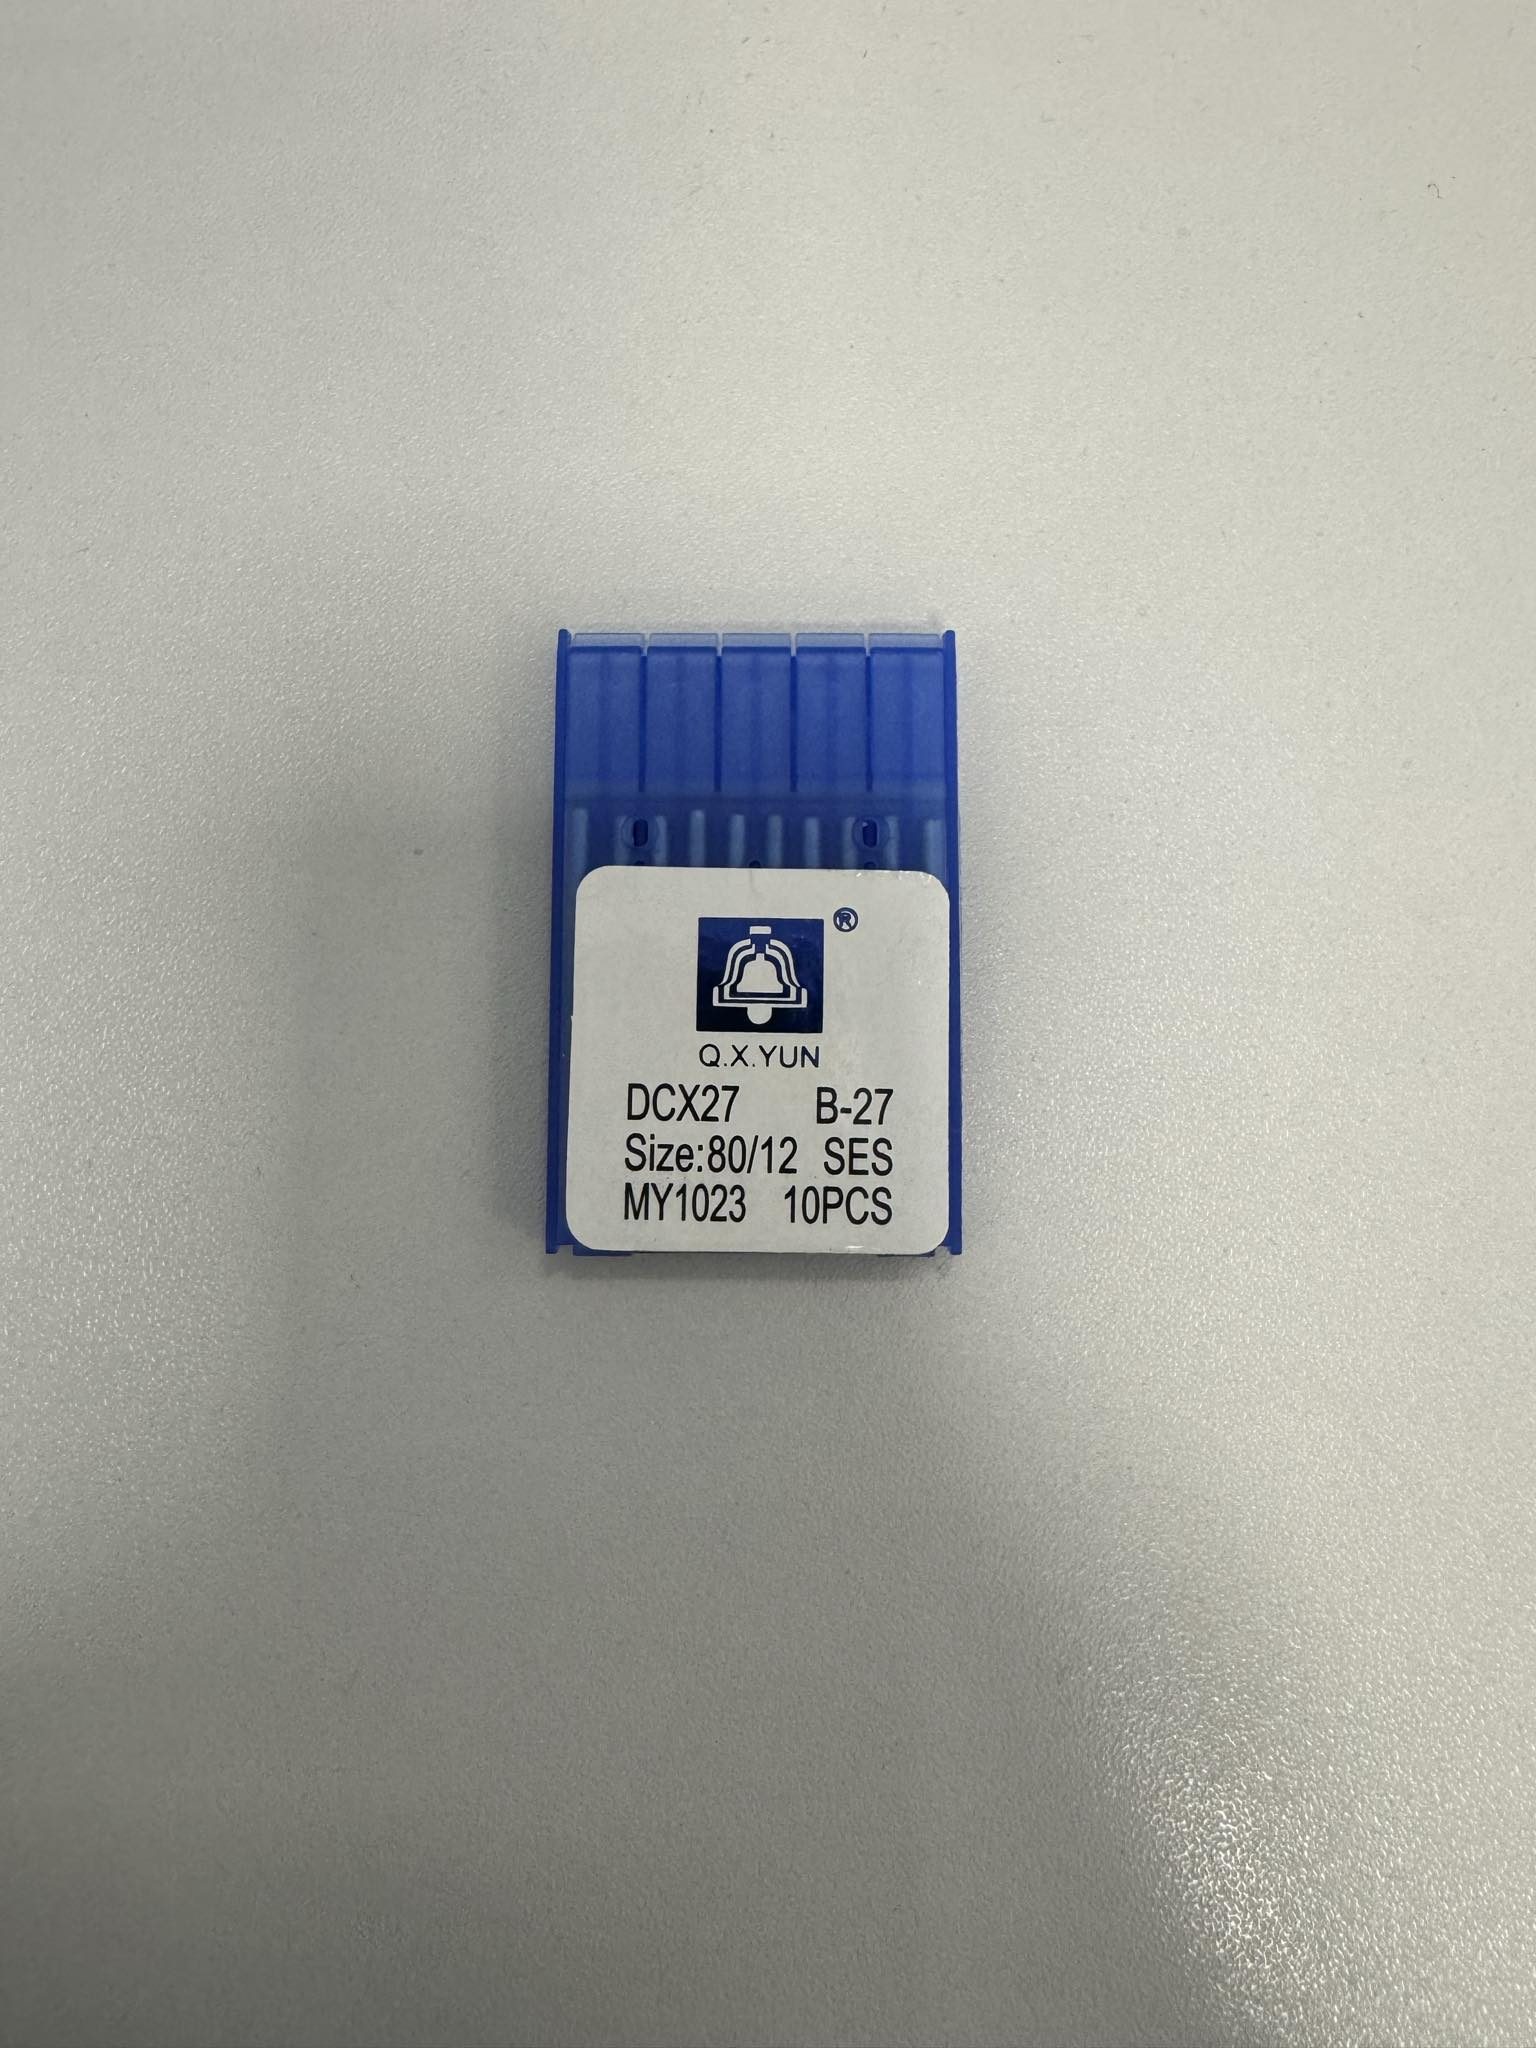 ®
Q.X.YUN
DCX27 B-27
Size:80/12 SES
MY1023 10PCS